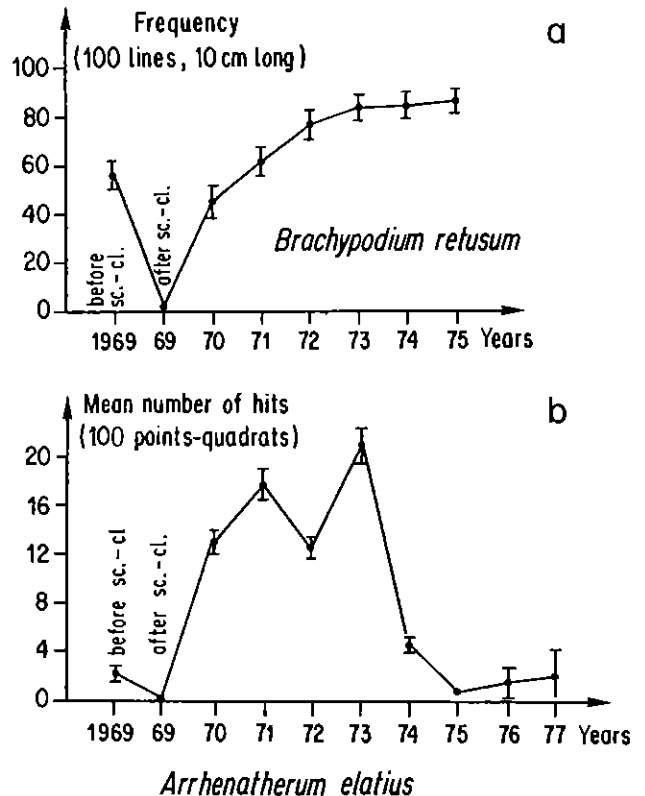 Frequency
(100 lines, 10 cm long)
a
100
80
60
40
20
0
before
sc.-cl.
after sc.-cl.
Brachypodium retusum
1969 69 70 71 72 73 74 75 Years
Mean number of hits
(100 points-quadrats)
b
20
16
12
8
4
0
before sc.-cl.
after sc.-cl.
1969 69 70 71 72 73 74 75 76 77 Years
Arrhenatherum elatius